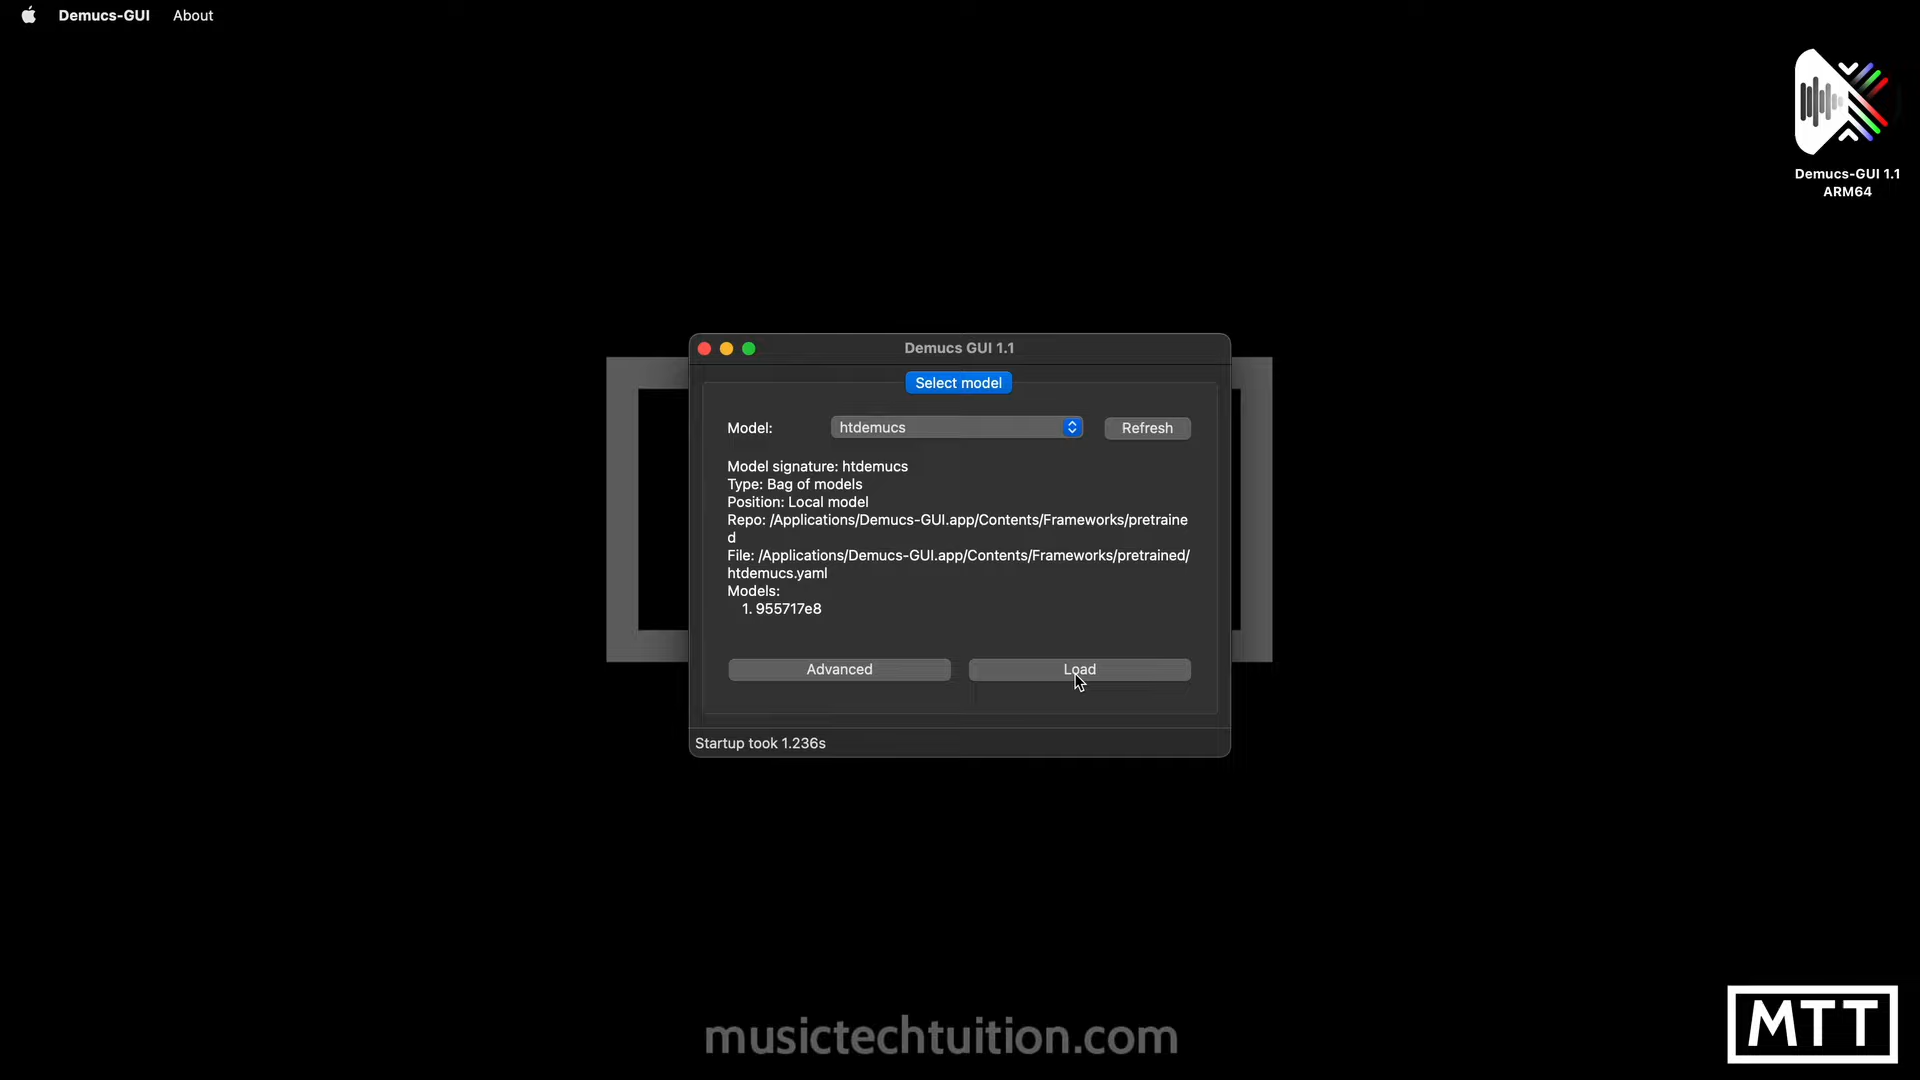 Demucs-GUI About
Demucs-GUI 1.1
ARM64
Demucs GUI 1.1
Select model
Model: htdemucs Refresh
Model signature: htdemucs
Type: Bag of models
Position: Local model
Repo: /Applications/Demucs-GUI.app/Contents/Frameworks/pretraine
d
File: /Applications/Demucs-GUI.app/Contents/Frameworks/pretrained/
htdemucs.yaml
Models:
1. 955717e8
Advanced Load
Startup took 1.236s
musictechtuition.com
MTT